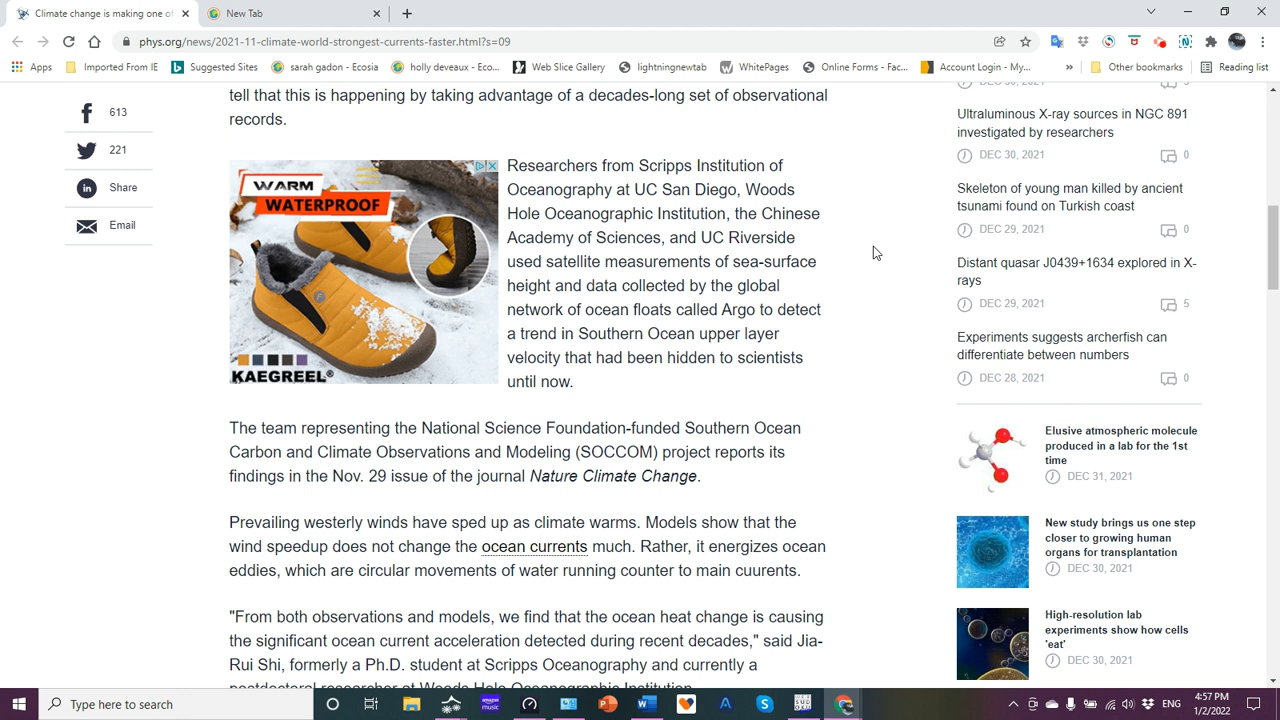 Climate change is making one of
New Tab
phys.org/news/2021-11-climate-world-strongest-currents-faster.html?s=09
Apps
Imported From IE
Suggested Sites
sarah gadon - Ecosia
holly deveaux - Eco...
Web Slice Gallery
lightningnewtab
WhitePages
Online Forms - Fac...
Account Login - My...
»
Other bookmarks
Reading list
613
221
Share
Email
tell that this is happening by taking advantage of a decades-long set of observational
records.
WARM
WATERPROOF
KAEGREEL®
Researchers from Scripps Institution of
Oceanography at UC San Diego, Woods
Hole Oceanographic Institution, the Chinese
Academy of Sciences, and UC Riverside
used satellite measurements of sea-surface
height and data collected by the global
network of ocean floats called Argo to detect
a trend in Southern Ocean upper layer
velocity that had been hidden to scientists
until now.
The team representing the National Science Foundation-funded Southern Ocean
Carbon and Climate Observations and Modeling (SOCCOM) project reports its
findings in the Nov. 29 issue of the journal Nature Climate Change.
Prevailing westerly winds have sped up as climate warms. Models show that the
wind speedup does not change the ocean currents much. Rather, it energizes ocean
eddies, which are circular movements of water running counter to main cuurents.
"From both observations and models, we find that the ocean heat change is causing
the significant ocean current acceleration detected during recent decades," said Jia-
Rui Shi, formerly a Ph.D. student at Scripps Oceanography and currently a
postdoctoral researcher at Woods Hole Oceanographic Institution.
DEC 30, 2021
Ultraluminous X-ray sources in NGC 891
investigated by researchers
DEC 30, 2021 0
Skeleton of young man killed by ancient
tsunami found on Turkish coast
DEC 29, 2021 0
Distant quasar J0439+1634 explored in X-
rays
DEC 29, 2021 5
Experiments suggests archerfish can
differentiate between numbers
DEC 28, 2021 0
Elusive atmospheric molecule
produced in a lab for the 1st
time
DEC 31, 2021
New study brings us one step
closer to growing human
organs for transplantation
DEC 30, 2021
High-resolution lab
experiments show how cells
'eat'
DEC 30, 2021
Type here to search
amazon
music
WEB
SUD
OKU
ENG
4:57 PM
1/2/2022